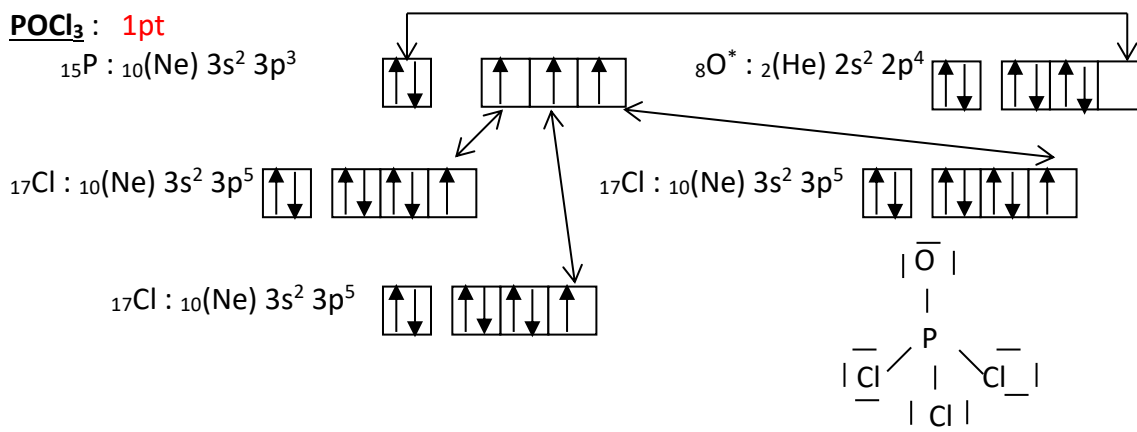 POCl₃ : 1pt
₁₅P : ₁₀(Ne) 3s² 3p³
₈O* : ₂(He) 2s² 2p⁴
₁₇Cl : ₁₀(Ne) 3s² 3p⁵
₁₇Cl : ₁₀(Ne) 3s² 3p⁵
₁₇Cl : ₁₀(Ne) 3s² 3p⁵
O
P
Cl Cl
Cl